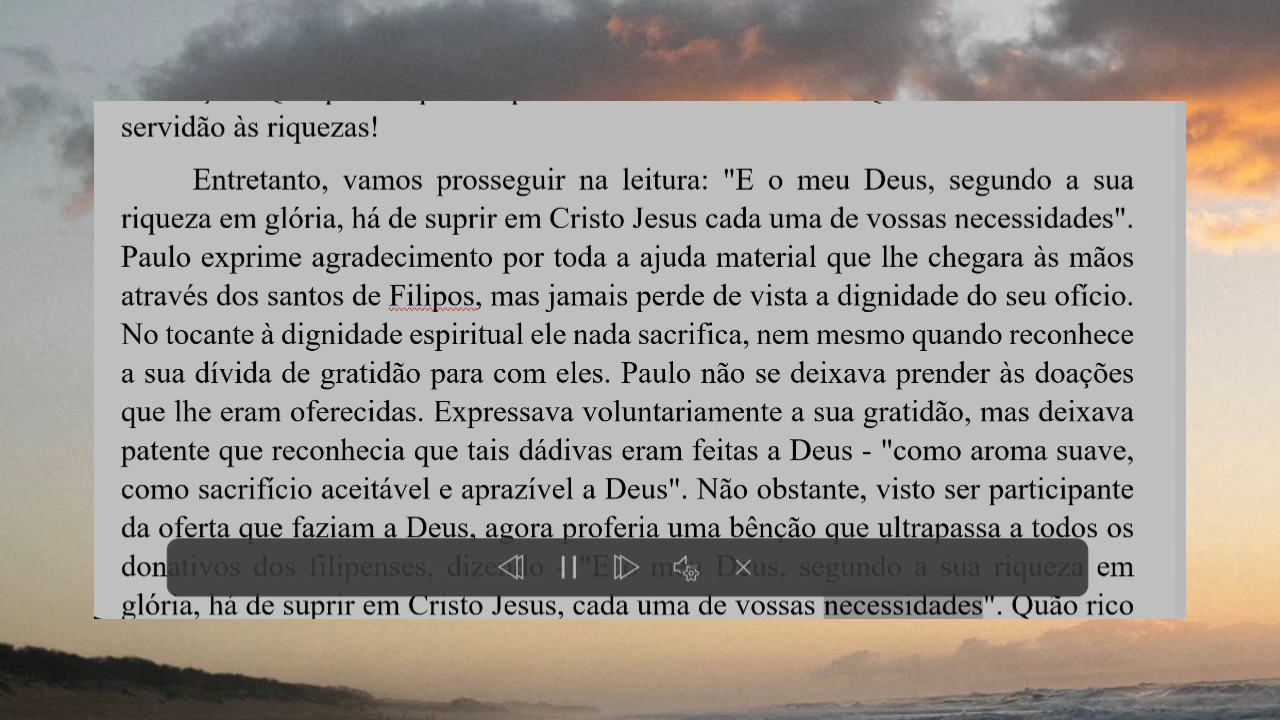 servidão às riquezas!
Entretanto, vamos prosseguir na leitura: "E o meu Deus, segundo a sua
riqueza em glória, há de suprir em Cristo Jesus cada uma de vossas necessidades".
Paulo exprime agradecimento por toda a ajuda material que lhe chegara às mãos
através dos santos de Filipos, mas jamais perde de vista a dignidade do seu ofício.
No tocante à dignidade espiritual ele nada sacrifica, nem mesmo quando reconhece
a sua dívida de gratidão para com eles. Paulo não se deixava prender às doações
que lhe eram oferecidas. Expressava voluntariamente a sua gratidão, mas deixava
patente que reconhecia que tais dádivas eram feitas a Deus - "como aroma suave,
como sacrifício aceitável e aprazível a Deus". Não obstante, visto ser participante
da oferta que faziam a Deus, agora proferia uma bênção que ultrapassa a todos os
donativos dos filipenses, dizendo - "E o meu Deus, segundo a sua riqueza em
glória, há de suprir em Cristo Jesus, cada uma de vossas necessidades". Quão rico